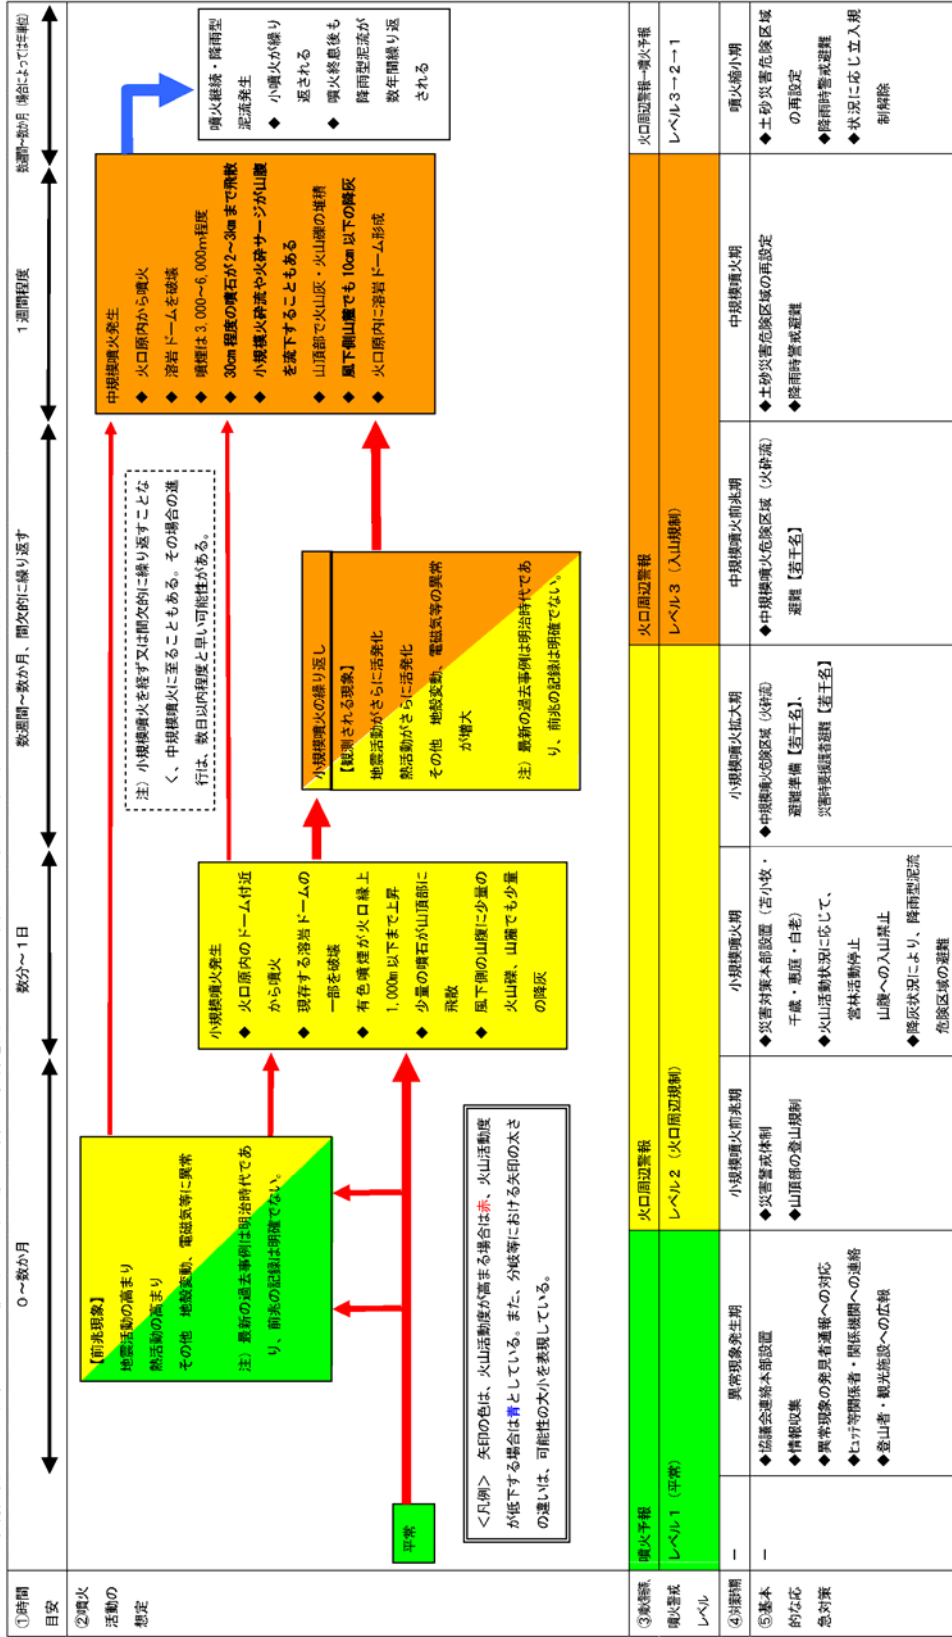 ①時間
目安
0～数か月
数分～1日
数週間～数か月、間欠的に繰り返す
1週間程度
数週間～数か月（場合によっては年単位）
②噴火
活動の
想定
平常
【前兆現象】
地震活動の高まり
熱活動の高まり
その他　地殻変動、電磁気等に異常
注）最新の過去事例は明治時代であ
り、前兆の記録は明確でない。
＜凡例＞　矢印の色は、火山活動度が高まる場合は赤、火山活動度
が低下する場合は青としている。また、分岐等における矢印の太さ
の違いは、可能性の大小を表現している。
小規模噴火発生
◆ 火口原内のドーム付近
から噴火
◆ 現存する溶岩ドームの
一部を破壊
◆ 有色噴煙が火口縁上
1,000m以下まで上昇
◆ 少量の噴石が山頂部に
飛散
◆ 風下側の山腹に少量の
火山礫、山麓でも少量
の降灰
注）小規模噴火を経ず又は間欠的に繰り返すことな
く、中規模噴火に至ることもある。その場合の進
行は、数日以内程度と早い可能性がある。
小規模噴火の繰り返し
【観測される現象】
地震活動がさらに活発化
熱活動がさらに活発化
その他　地殻変動、電磁気等の異常
が増大
注）最新の過去事例は明治時代であ
り、前兆の記録は明確でない。
中規模噴火発生
◆ 火口原内から噴火
◆ 溶岩ドームを破壊
◆ 噴煙は3,000～6,000m程度
◆ 30cm程度の噴石が2～3kmまで飛散
◆ 小規模火砕流や火砕サージが山腹
を流下することもある
◆ 山頂部で火山灰・火山礫の堆積
◆ 風下側山麓でも10cm以下の降灰
◆ 火口原内に溶岩ドーム形成
噴火継続・降雨型
泥流発生
◆ 小噴火が繰り
返される
◆ 噴火終息後も
降雨型泥流が
数年間繰り返
される
噴火警戒
レベル
噴火予報
レベル1（平常）
火口周辺警報
レベル2（火口周辺規制）
火口周辺警報
レベル3（入山規制）
火口周辺警報→噴火予報
レベル3→2→1
④対策時期
－
異常現象発生期
小規模噴火前兆期
小規模噴火期
小規模噴火拡大期
中規模噴火前兆期
中規模噴火期
噴火縮小期
⑤基本
的な応
急対策
－
◆協議会連絡本部設置
◆情報収集
◆異常現象の発見者通報への対応
◆ヒュッテ等関係者・関係機関への連絡
◆登山者・観光施設への広報
◆災害警戒体制
◆山頂部の登山規制
◆災害対策本部設置（苫小牧・
千歳・恵庭・白老）
◆火山活動状況に応じて、
営林活動停止
山腹への入山禁止
◆降灰状況により、降雨型泥流
危険区域の避難
◆中規模噴火危険区域（火砕流）
避難準備【若干名】、
災害時要援護者避難【若干名】
◆中規模噴火危険区域（火砕流）
避難【若干名】
◆土砂災害危険区域の再設定
◆降雨時警戒避難
◆土砂災害危険区域
の再設定
◆降雨時警戒避難
◆状況に応じ立入規
制解除